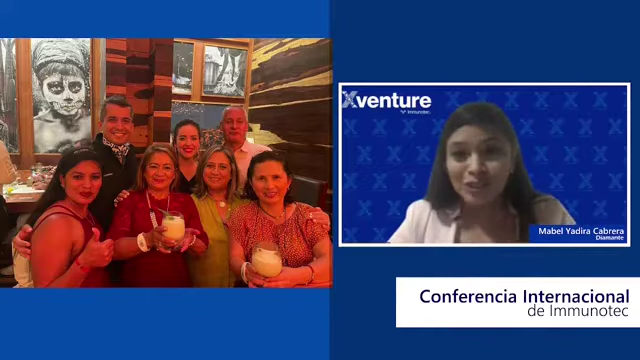 Xventure
immunotec
Mabel Yadira Cabrera
Diamante
Conferencia Internacional
de Immunotec